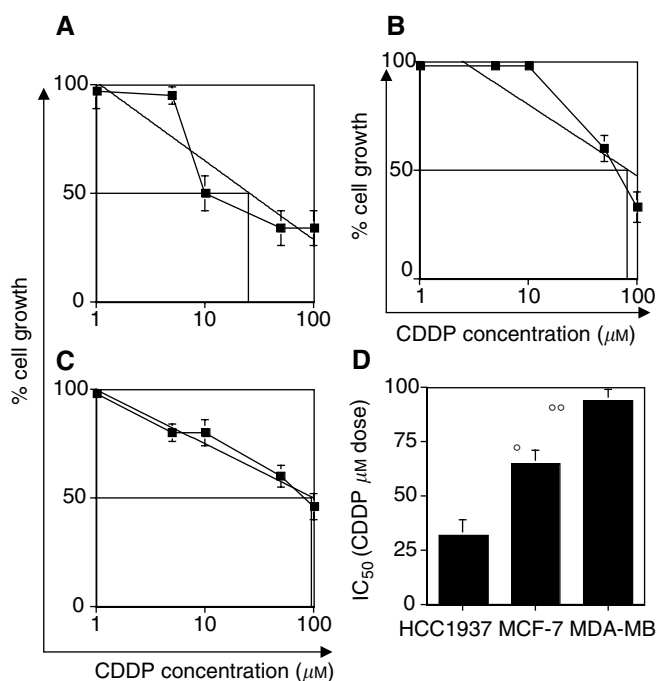 A
100
50
0
% cell growth
1 10 100
B
100
50
0
% cell growth
1 10 100
CDDP concentration (µM)
C
100
50
0
% cell growth
1 10 100
CDDP concentration (µM)
D
100
75
50
25
IC50 (CDDP µM dose)
HCC1937 MCF-7 MDA-MB